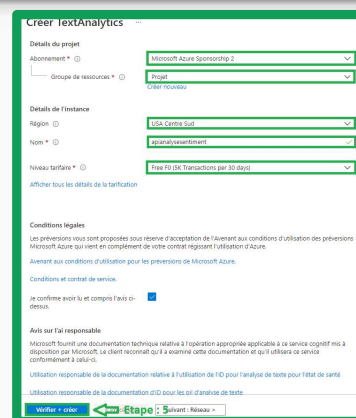 Créer TextAnalytics ...
Détails du projet
Abonnement * Microsoft Azure Sponsorship 2
Groupe de ressources * Projet
Créer nouveau
Détails de l'instance
Région USA Centre Sud
Nom * apianalysesentiment
Niveau tarifaire * Free F0 (5K Transactions per 30 days)
Afficher tous les détails de la tarification
Conditions légales
Les préversions vous sont proposées sous réserve d'acceptation de l'Avenant aux conditions d'utilisation des préversions
Microsoft Azure qui vient en complément de votre contrat régissant l'utilisation d'Azure.
Avenant aux conditions d'utilisation pour les préversions de Microsoft Azure.
Conditions et contrat de service.
Je confirme avoir lu et compris l'avis ci-
dessus.
Avis sur l'ai responsable
Microsoft fournit une documentation technique relative à l'opération appropriée applicable à ce service cognitif mis à
disposition par Microsoft. Le client reconnaît qu'il a examiné cette documentation et qu'il utilisera ce service
conformément à celui-ci.
Utilisation responsable de la documentation relative à l'utilisation de l'ID pour l'analyse de texte pour l'état de santé
Utilisation responsable de la documentation d'ID pour les pii d'analyse de texte
Vérifier + créer Etape : 5 Suivant : Réseau >